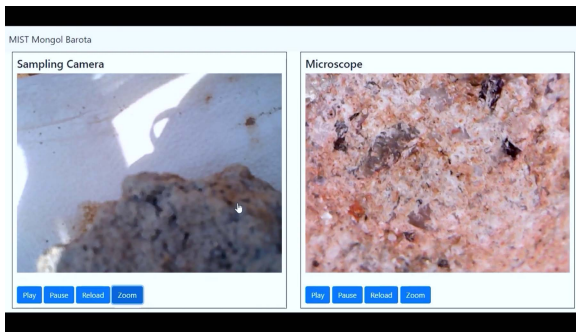 MIST Mongol Barota
Sampling Camera
Microscope
Play Pause Reload Zoom
Play Pause Reload Zoom